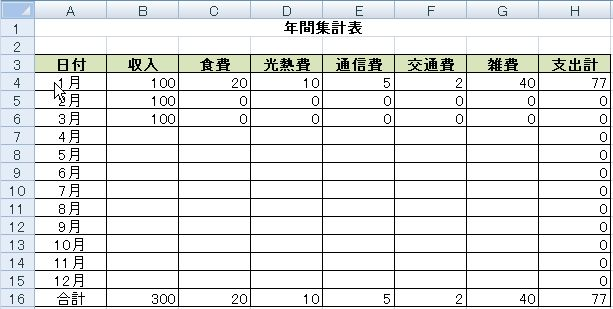 A B C D E F G H
1 年間集計表
2
3 日付 収入 食費 光熱費 通信費 交通費 雑費 支出計
4 1月 100 20 10 5 2 40 77
5 2月 100 0 0 0 0 0 0
6 3月 100 0 0 0 0 0 0
7 4月 0
8 5月 0
9 6月 0
10 7月 0
11 8月 0
12 9月 0
13 10月 0
14 11月 0
15 12月 0
16 合計 300 20 10 5 2 40 77